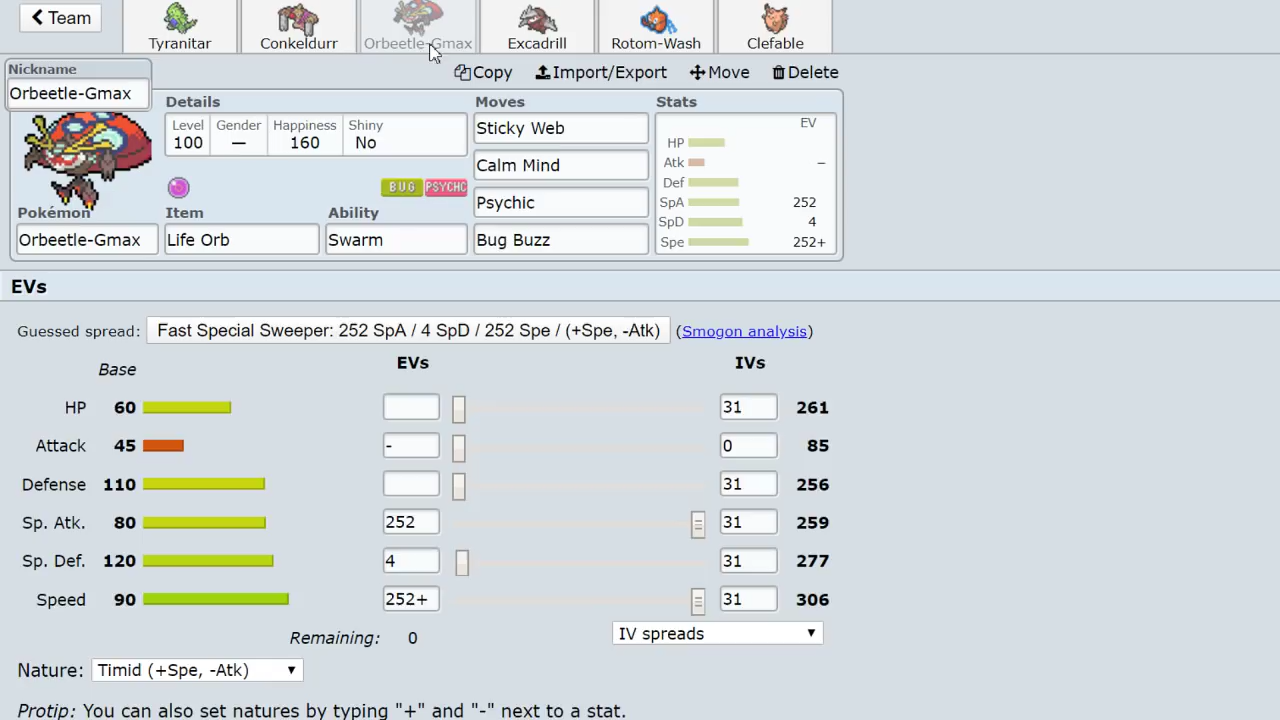 Team
Tyranitar
Conkeldurr
Orbeetle-Gmax
Excadrill
Rotom-Wash
Clefable
Nickname
Orbeetle-Gmax
Copy
Import/Export
Move
Delete
Details
Level
100
Gender
—
Happiness
160
Shiny
No
BUG
PSYCHC
Pokémon
Orbeetle-Gmax
Item
Life Orb
Ability
Swarm
Moves
Sticky Web
Calm Mind
Psychic
Bug Buzz
Stats
EV
HP
Atk –
Def
SpA 252
SpD 4
Spe 252+
EVs
Guessed spread: Fast Special Sweeper: 252 SpA / 4 SpD / 252 Spe / (+Spe, -Atk) (Smogon analysis)
Base EVs IVs
HP 60 31 261
Attack 45 - 0 85
Defense 110 31 256
Sp. Atk. 80 252 31 259
Sp. Def. 120 4 31 277
Speed 90 252+ 31 306
Remaining: 0
IV spreads
Nature: Timid (+Spe, -Atk)
Protip: You can also set natures by typing "+" and "-" next to a stat.